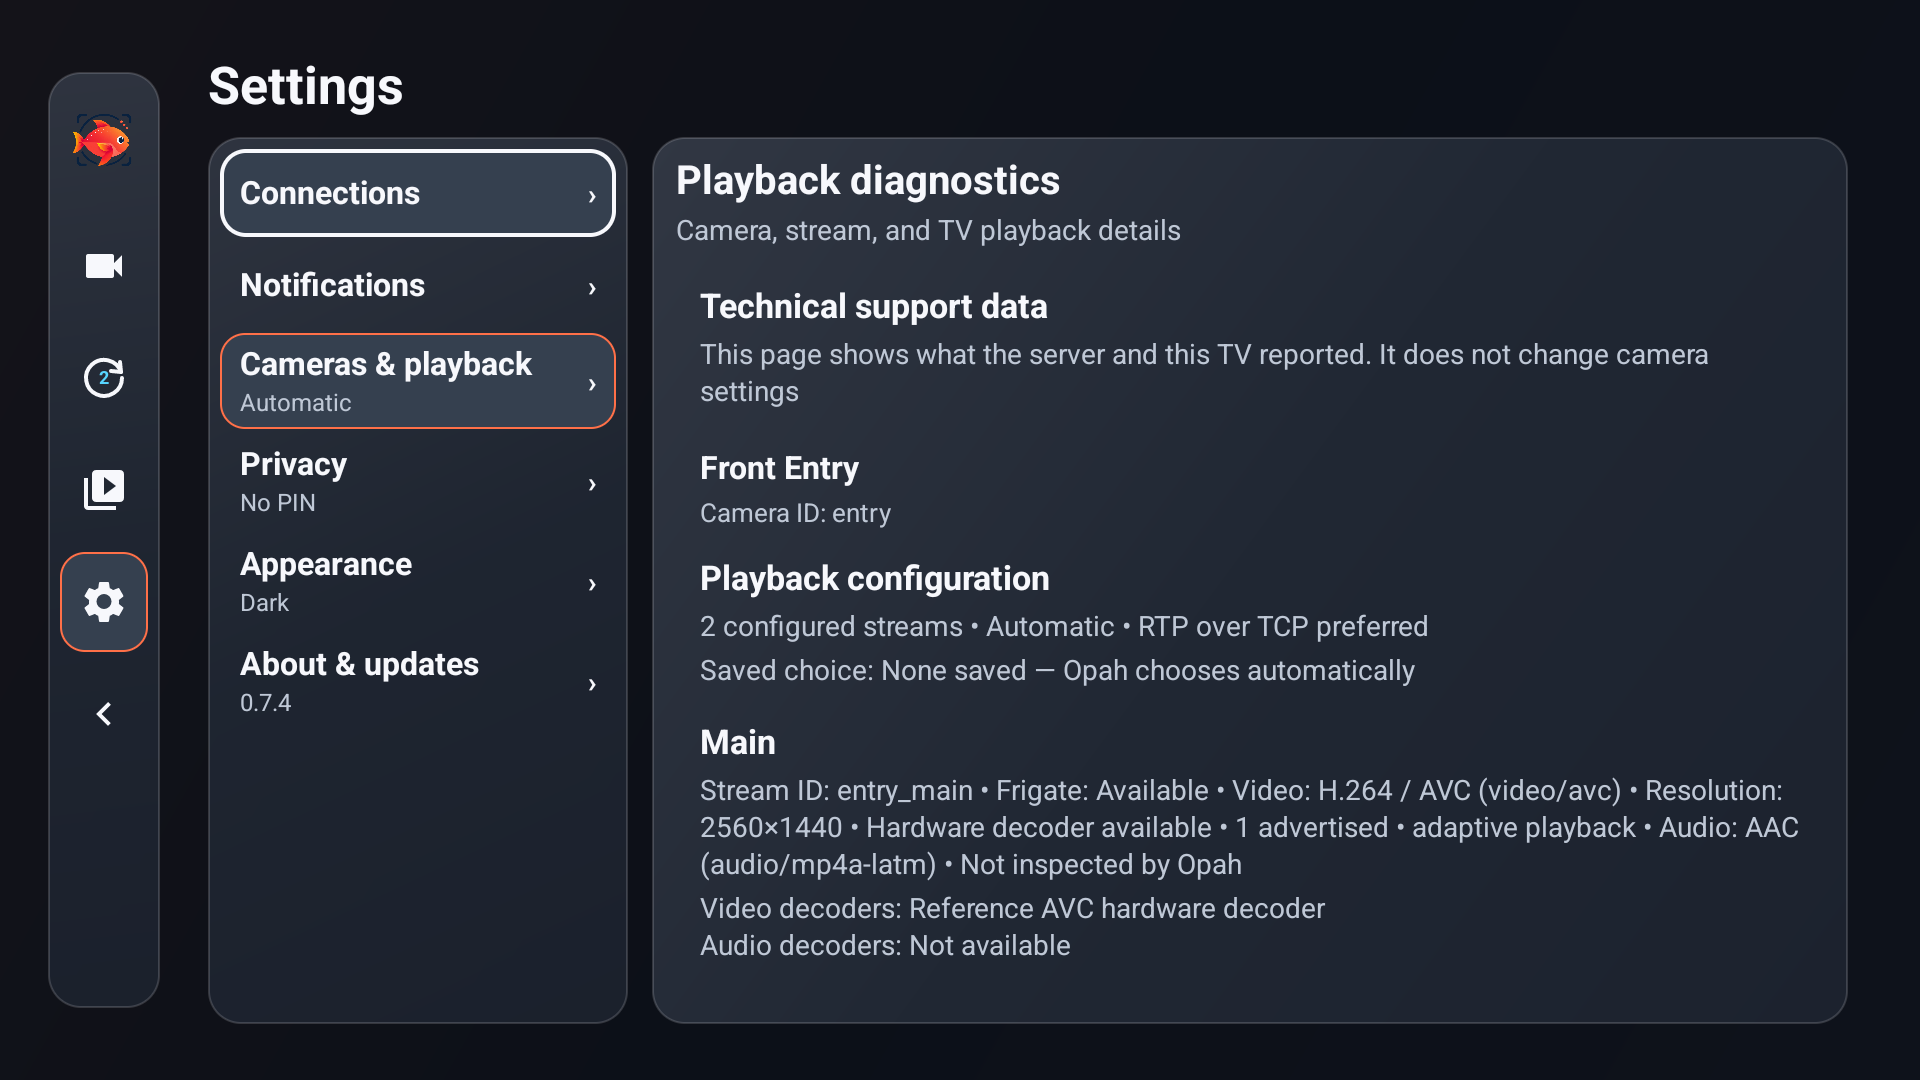 Settings
2
Connections
Notifications
Cameras & playback
Automatic
Privacy
No PIN
Appearance
Dark
About & updates
0.7.4
Playback diagnostics
Camera, stream, and TV playback details
Technical support data
This page shows what the server and this TV reported. It does not change camera
settings
Front Entry
Camera ID: entry
Playback configuration
2 configured streams • Automatic • RTP over TCP preferred
Saved choice: None saved — Opah chooses automatically
Main
Stream ID: entry_main • Frigate: Available • Video: H.264 / AVC (video/avc) • Resolution:
2560×1440 • Hardware decoder available • 1 advertised • adaptive playback • Audio: AAC
(audio/mp4a-latm) • Not inspected by Opah
Video decoders: Reference AVC hardware decoder
Audio decoders: Not available